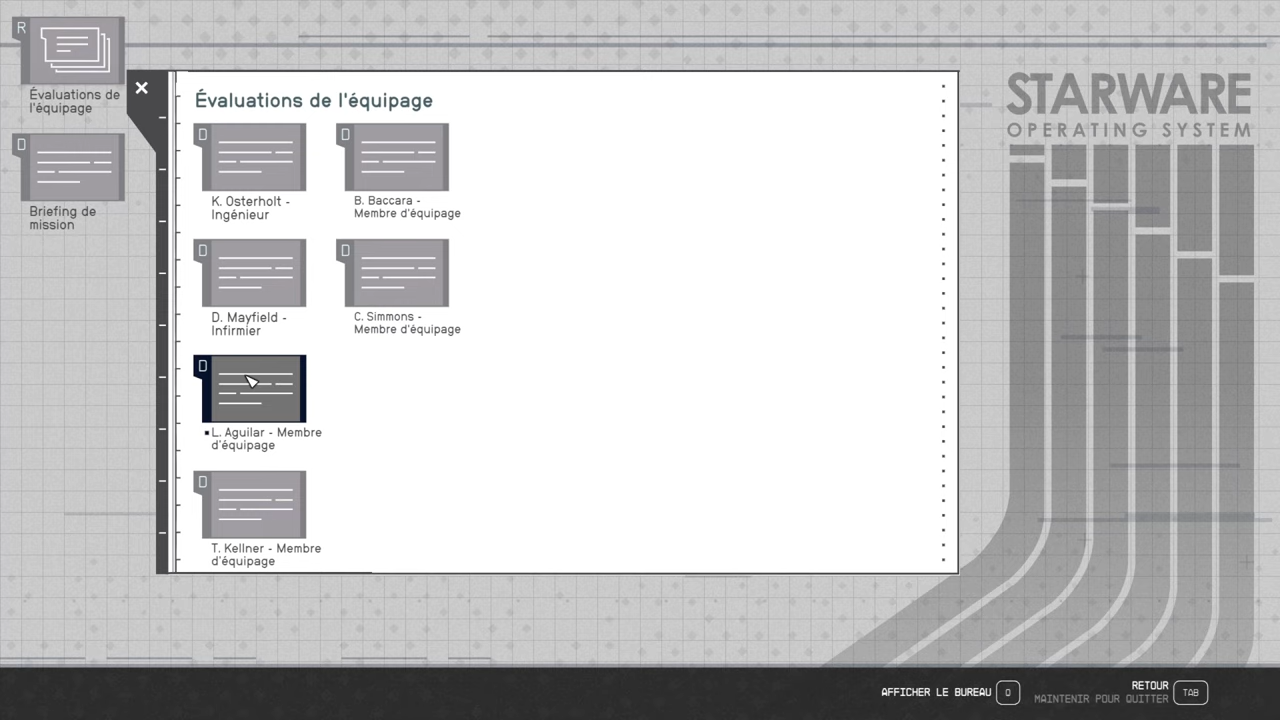 R
Évaluations de
l'équipage
D
Briefing de
mission
×
Évaluations de l'équipage
D
K. Osterholt -
Ingénieur
D
B. Baccara -
Membre d'équipage
D
D. Mayfield -
Infirmier
D
C. Simmons -
Membre d'équipage
D
L. Aguilar - Membre
d'équipage
D
T. Kellner - Membre
d'équipage
STARWARE
OPERATING SYSTEM
AFFICHER LE BUREAU O
RETOUR
MAINTENIR POUR QUITTER TAB